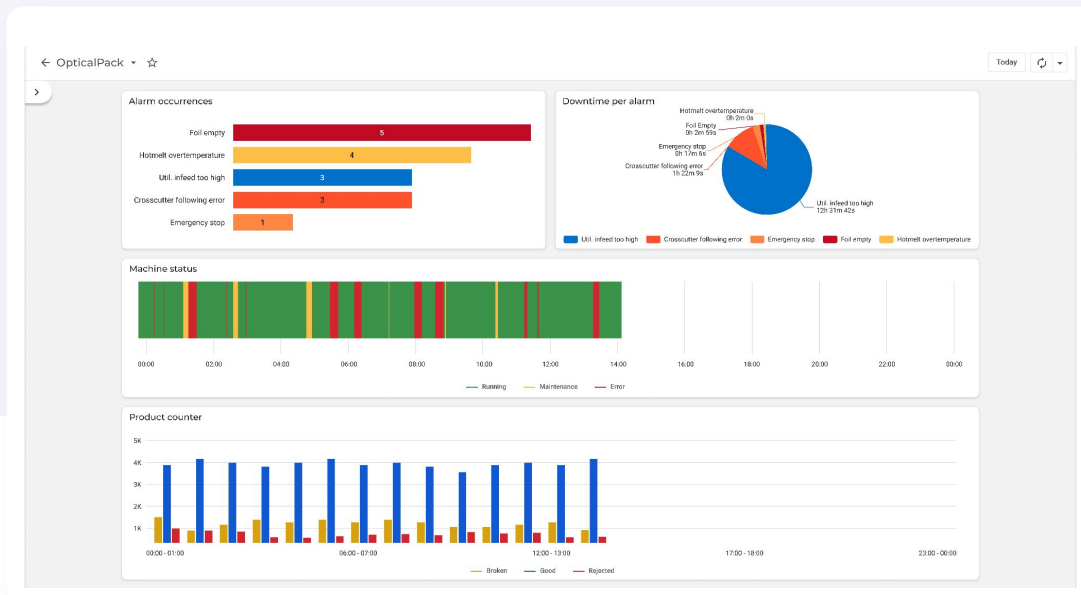 OpticalPack
Today
Alarm occurrences
Foil empty
5
Hotmelt overtemperature
4
Util. infeed too high
3
Crosscutter following error
3
Emergency stop
1
Downtime per alarm
Hotmelt overtemperature
0h 2m 0s
Foil Empty
0h 2m 59s
Emergency stop
0h 17m 6s
Crosscutter following error
1h 22m 9s
Util. infeed too high
12h 31m 42s
Util. infeed too high Crosscutter following error Emergency stop Foil empty Hotmelt overtemperature
Machine status
00:00 02:00 04:00 06:00 08:00 10:00 12:00 14:00 16:00 18:00 20:00 22:00 00:00
Running Maintenance Error
Product counter
5K
4K
3K
2K
1K
00:00 - 01:00 06:00 - 07:00 12:00 - 13:00 17:00 - 18:00 23:00 - 00:00
Broken Good Rejected